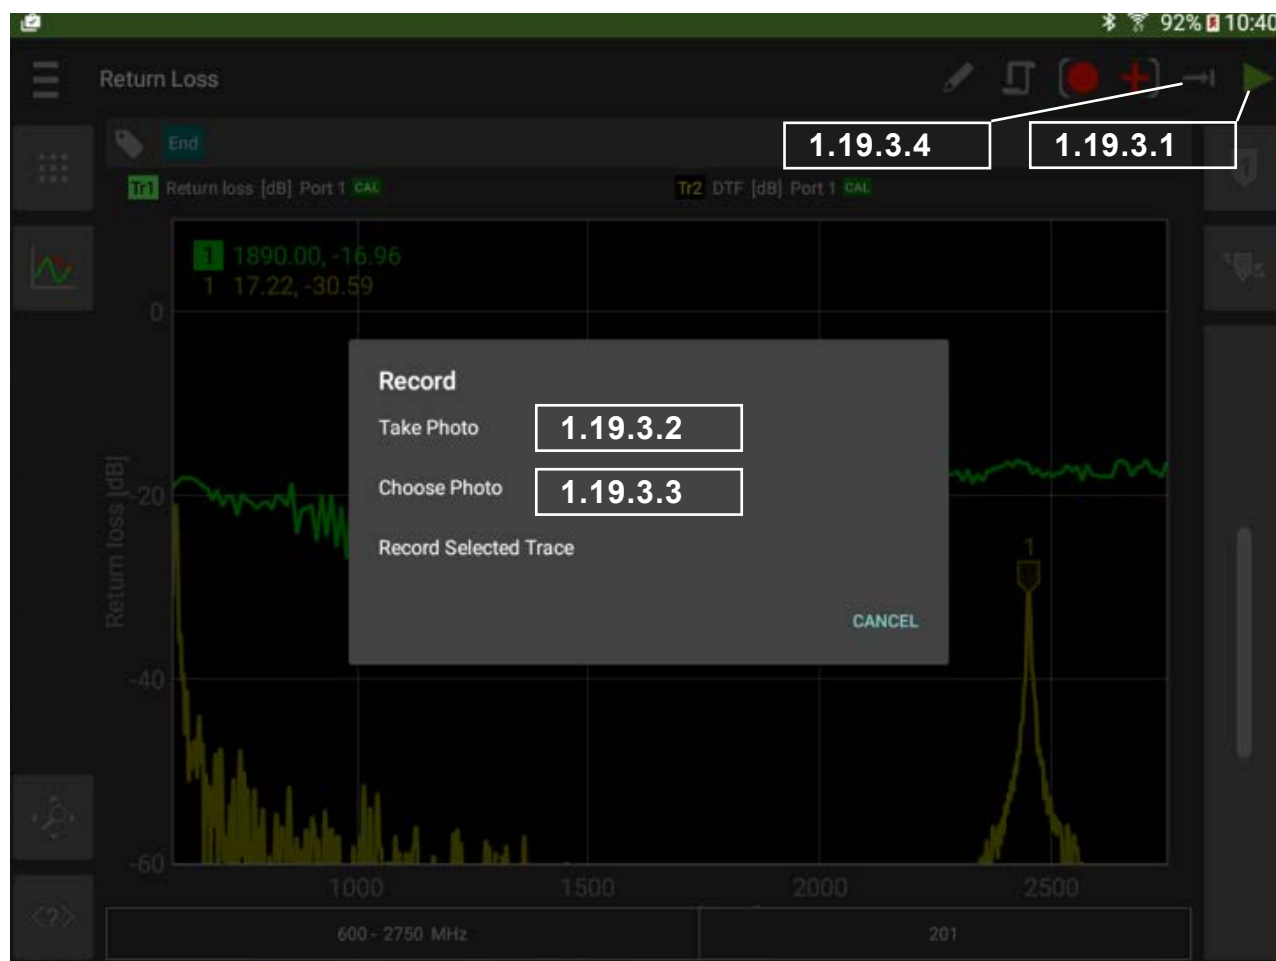 92% 10:40
Return Loss
1.19.3.4 1.19.3.1
End
Tr1 Return loss [dB] Port 1 CAL Tr2 DTF [dB] Port 1 CAL
1 1890.00, -16.96
1 17.22, -30.59
0
Record
Take Photo 1.19.3.2
Choose Photo 1.19.3.3
Record Selected Trace
CANCEL
Return loss [dB]
-20
-40
-60
1
1000 1500 2000 2500
<?>
600 - 2750 MHz 201